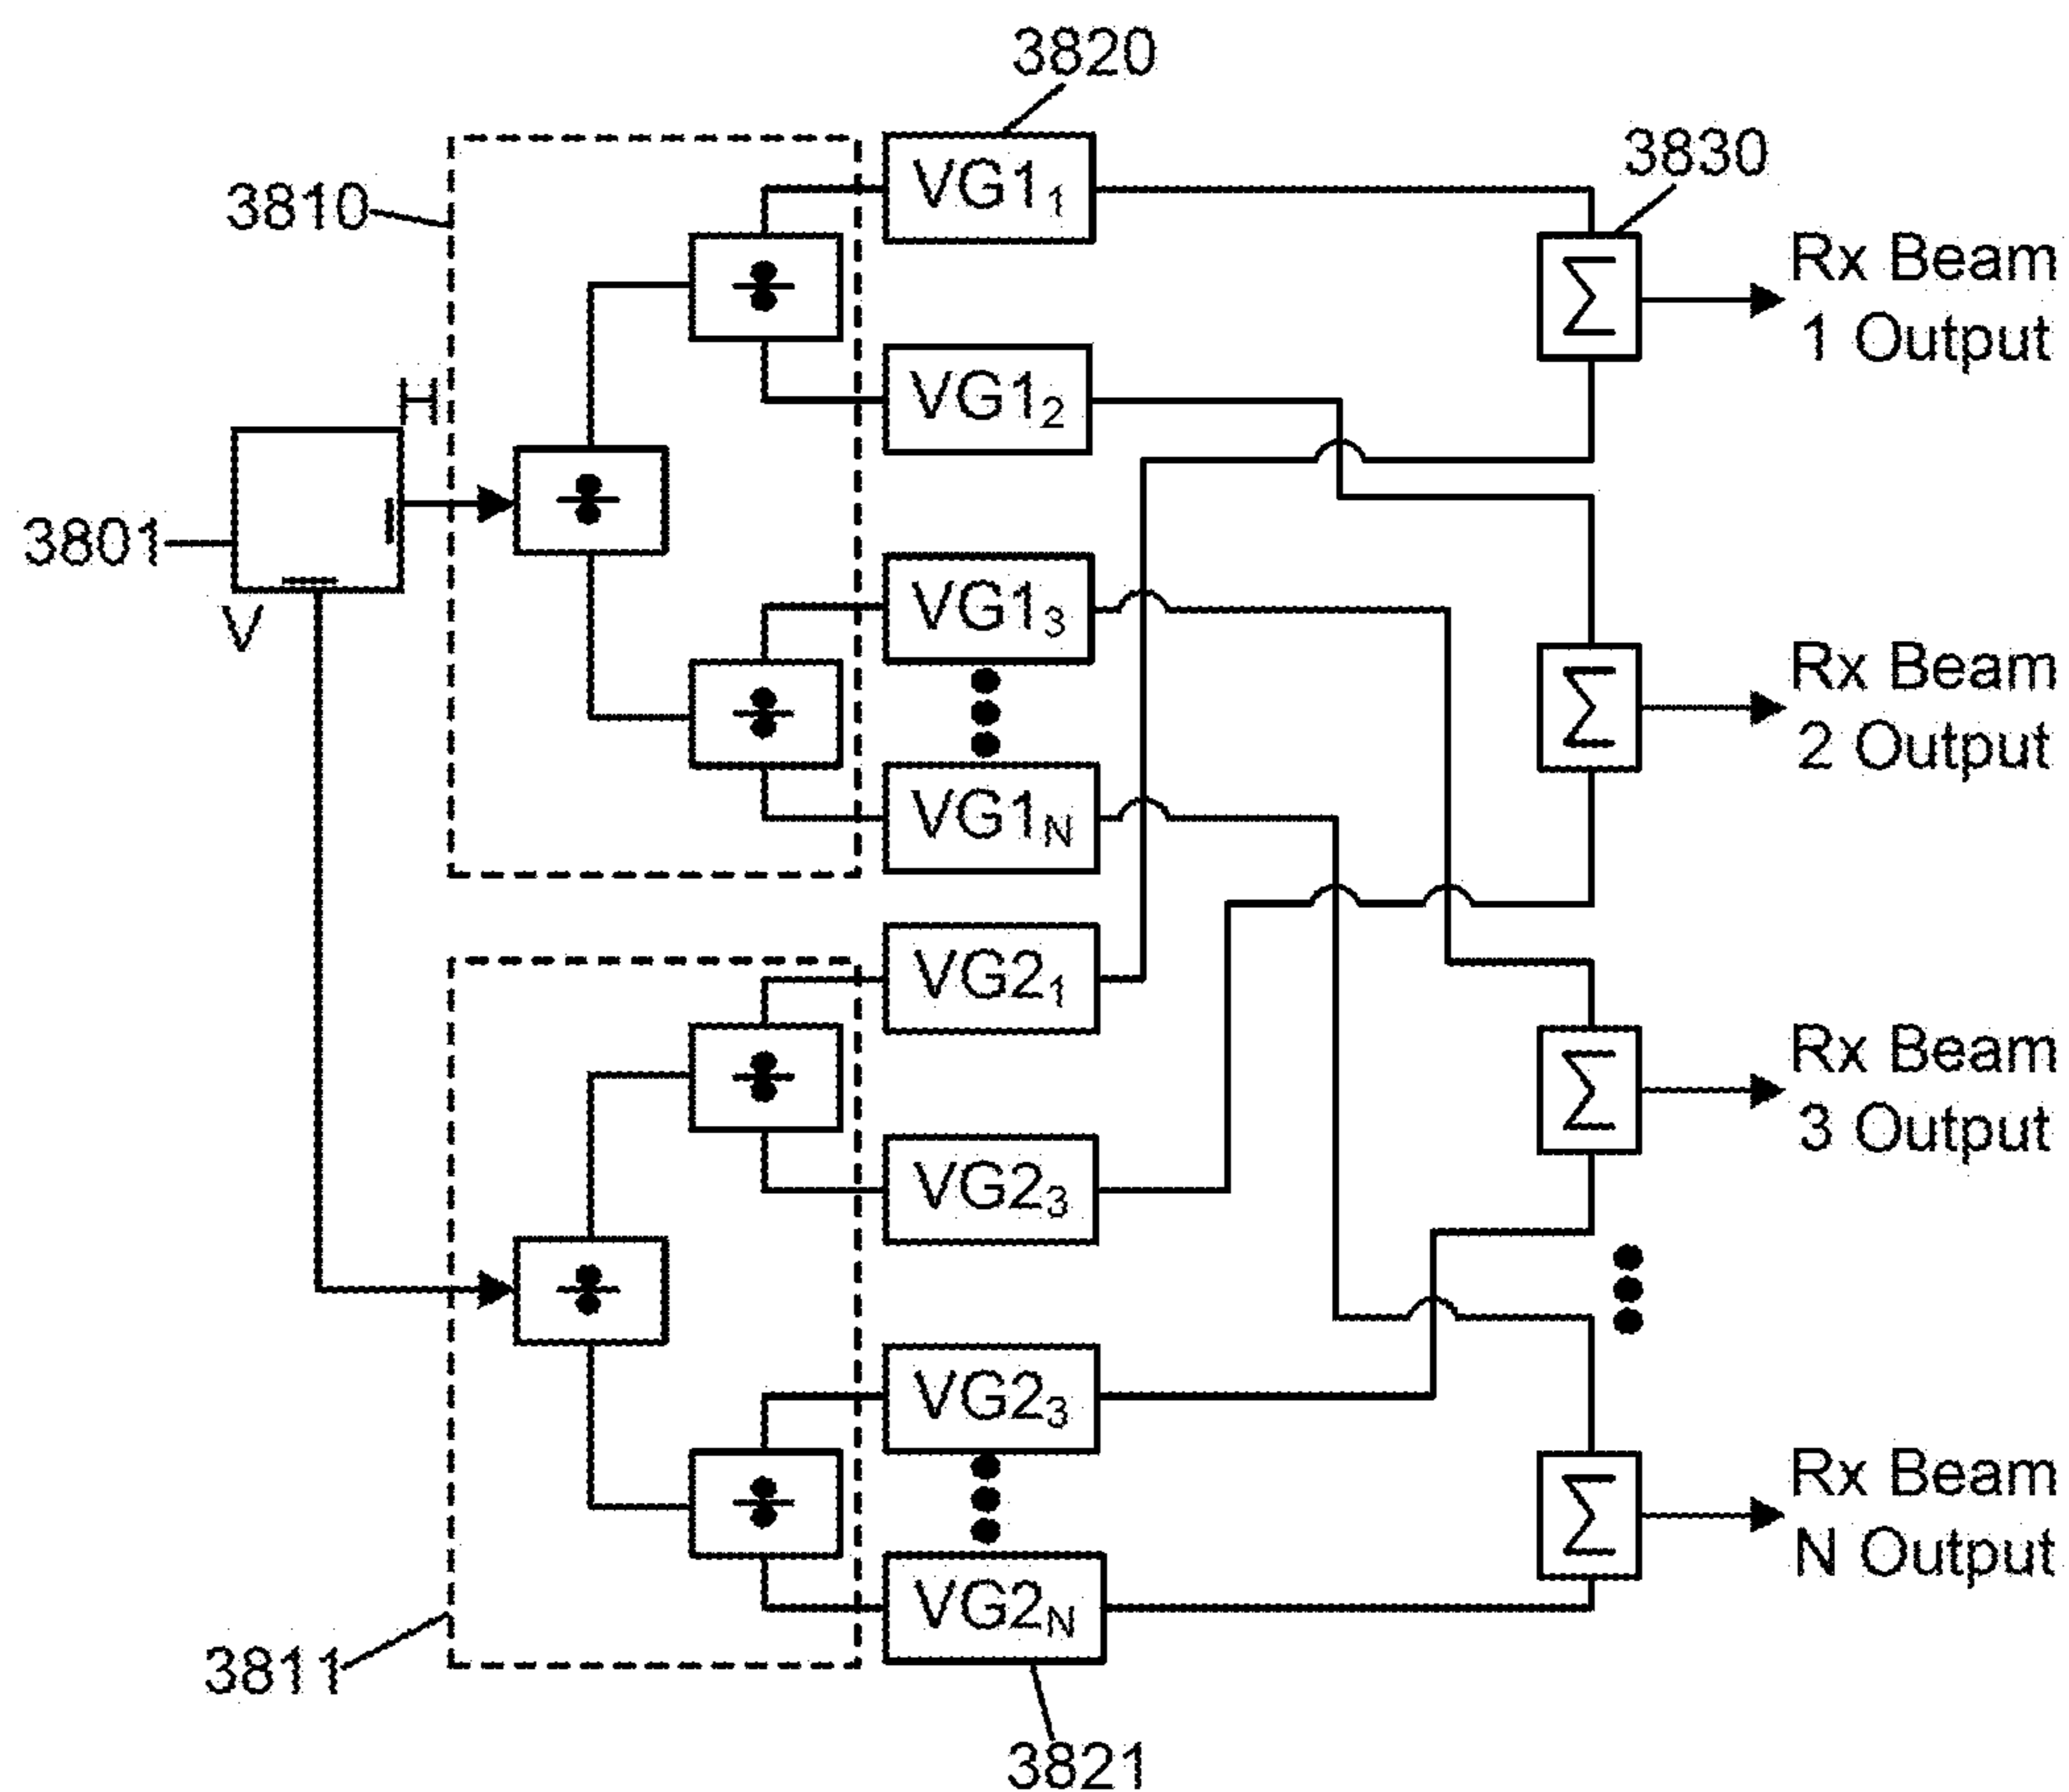 3820
3830
3810
VG1₁
Rx Beam
1 Output
÷
Σ
H
VG1₂
÷
3801
V
VG1₃
÷
Rx Beam
2 Output
Σ
VG1N
VG2₁
÷
Rx Beam
3 Output
Σ
VG2₃
÷
VG2₃
÷
Rx Beam
N Output
Σ
VG2N
3811
3821